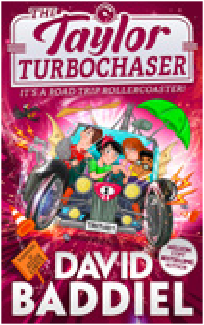 THE
Taylor
TURBOCHASER
IT'S A ROAD TRIP ROLLERCOASTER!
DAVID
BADDIEL